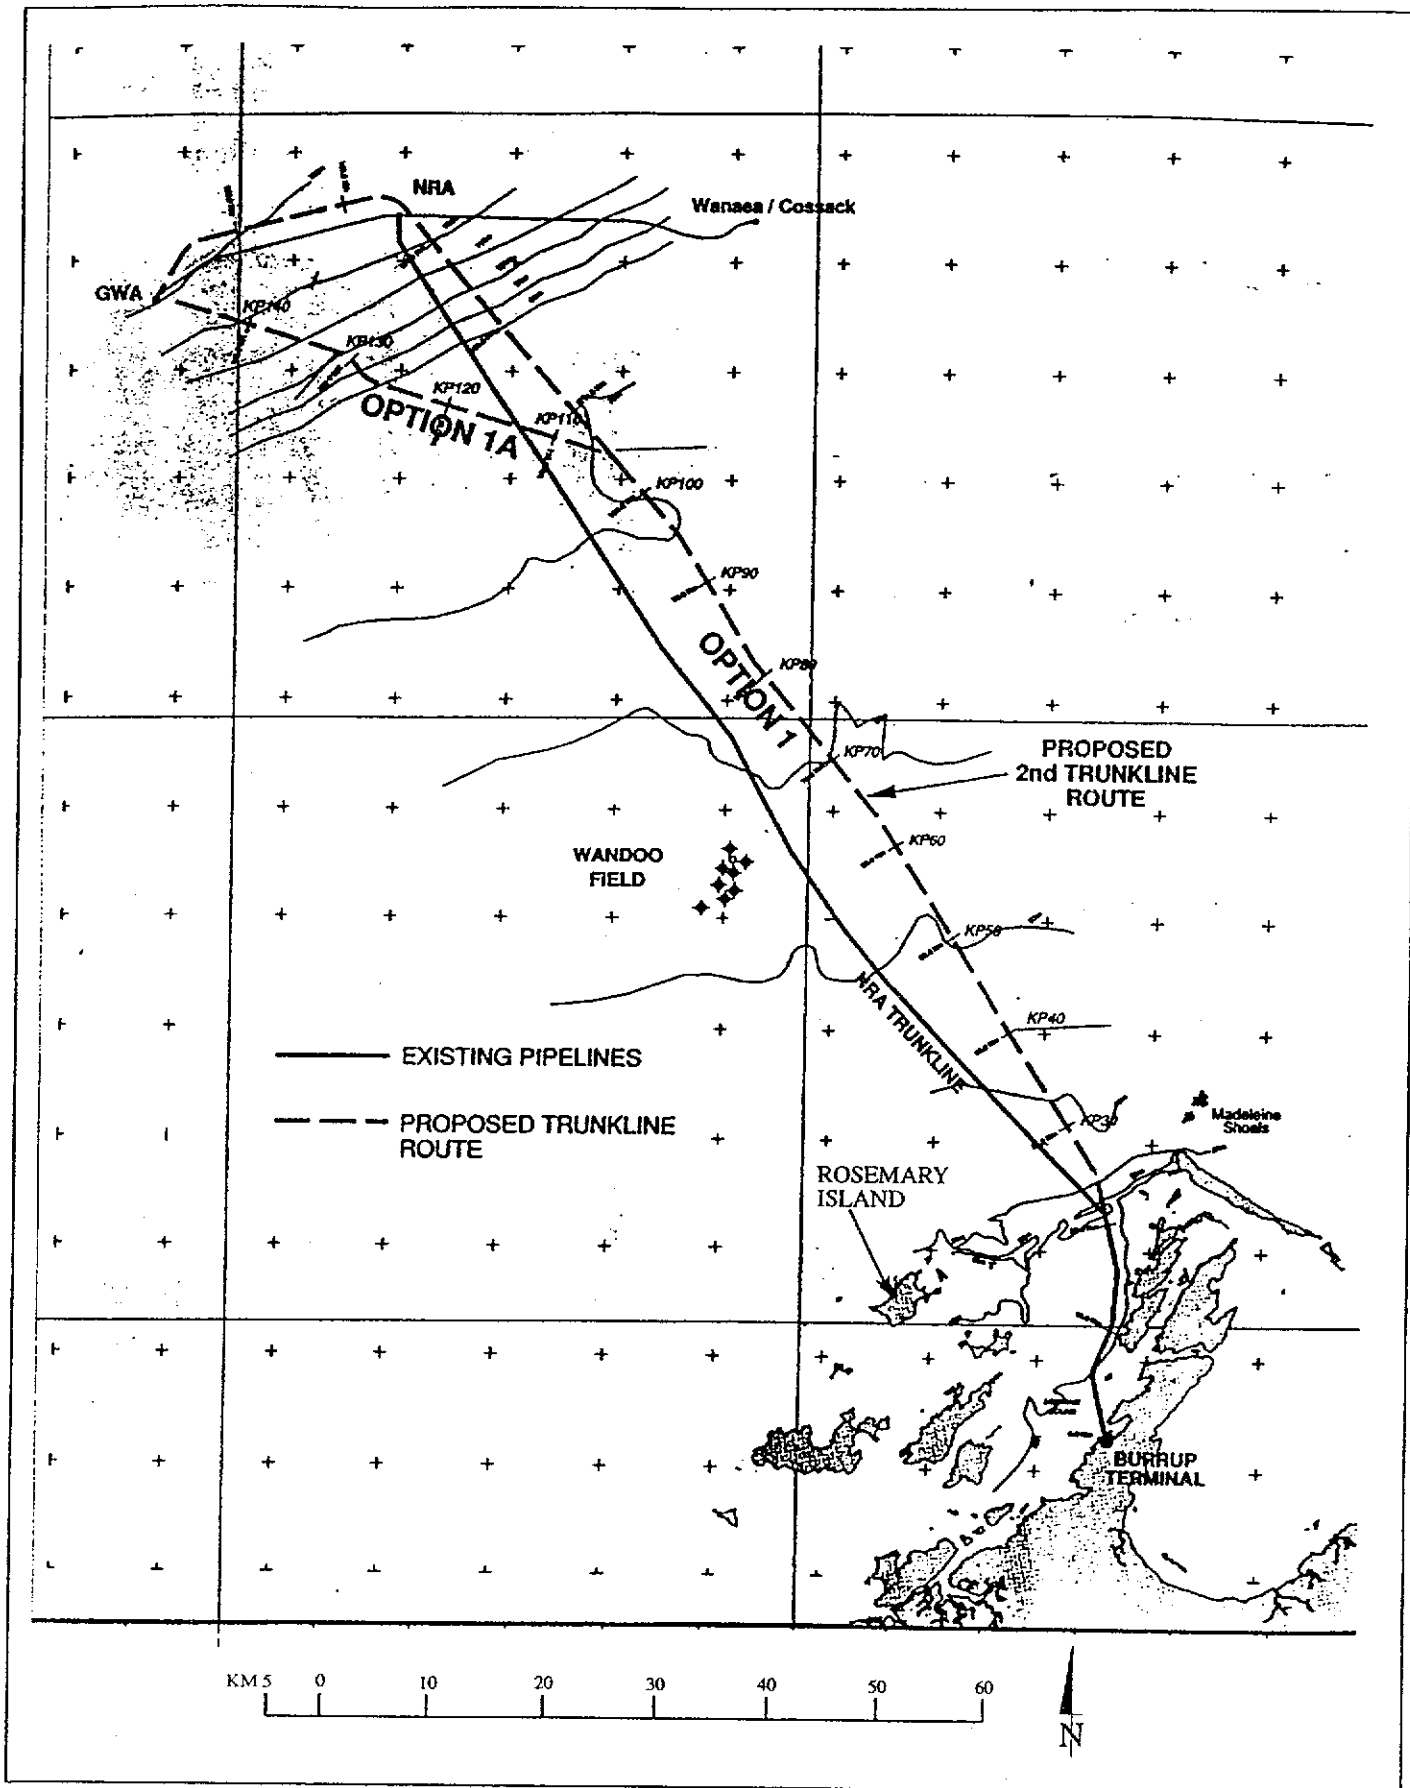 NRA
Wanaea / Cossack
GWA
KP140
KP130
KP120
OPTION 1A
KP110
KP100
KP90
OPTION 1
KP80
KP70
PROPOSED
2nd TRUNKLINE
ROUTE
KP60
WANDOO
FIELD
KP50
NRA TRUNKLINE
KP40
EXISTING PIPELINES
KP30
Madeleine
Shoals
PROPOSED TRUNKLINE
ROUTE
ROSEMARY
ISLAND
BURRUP
TERMINAL
KM 5 0 10 20 30 40 50 60
N